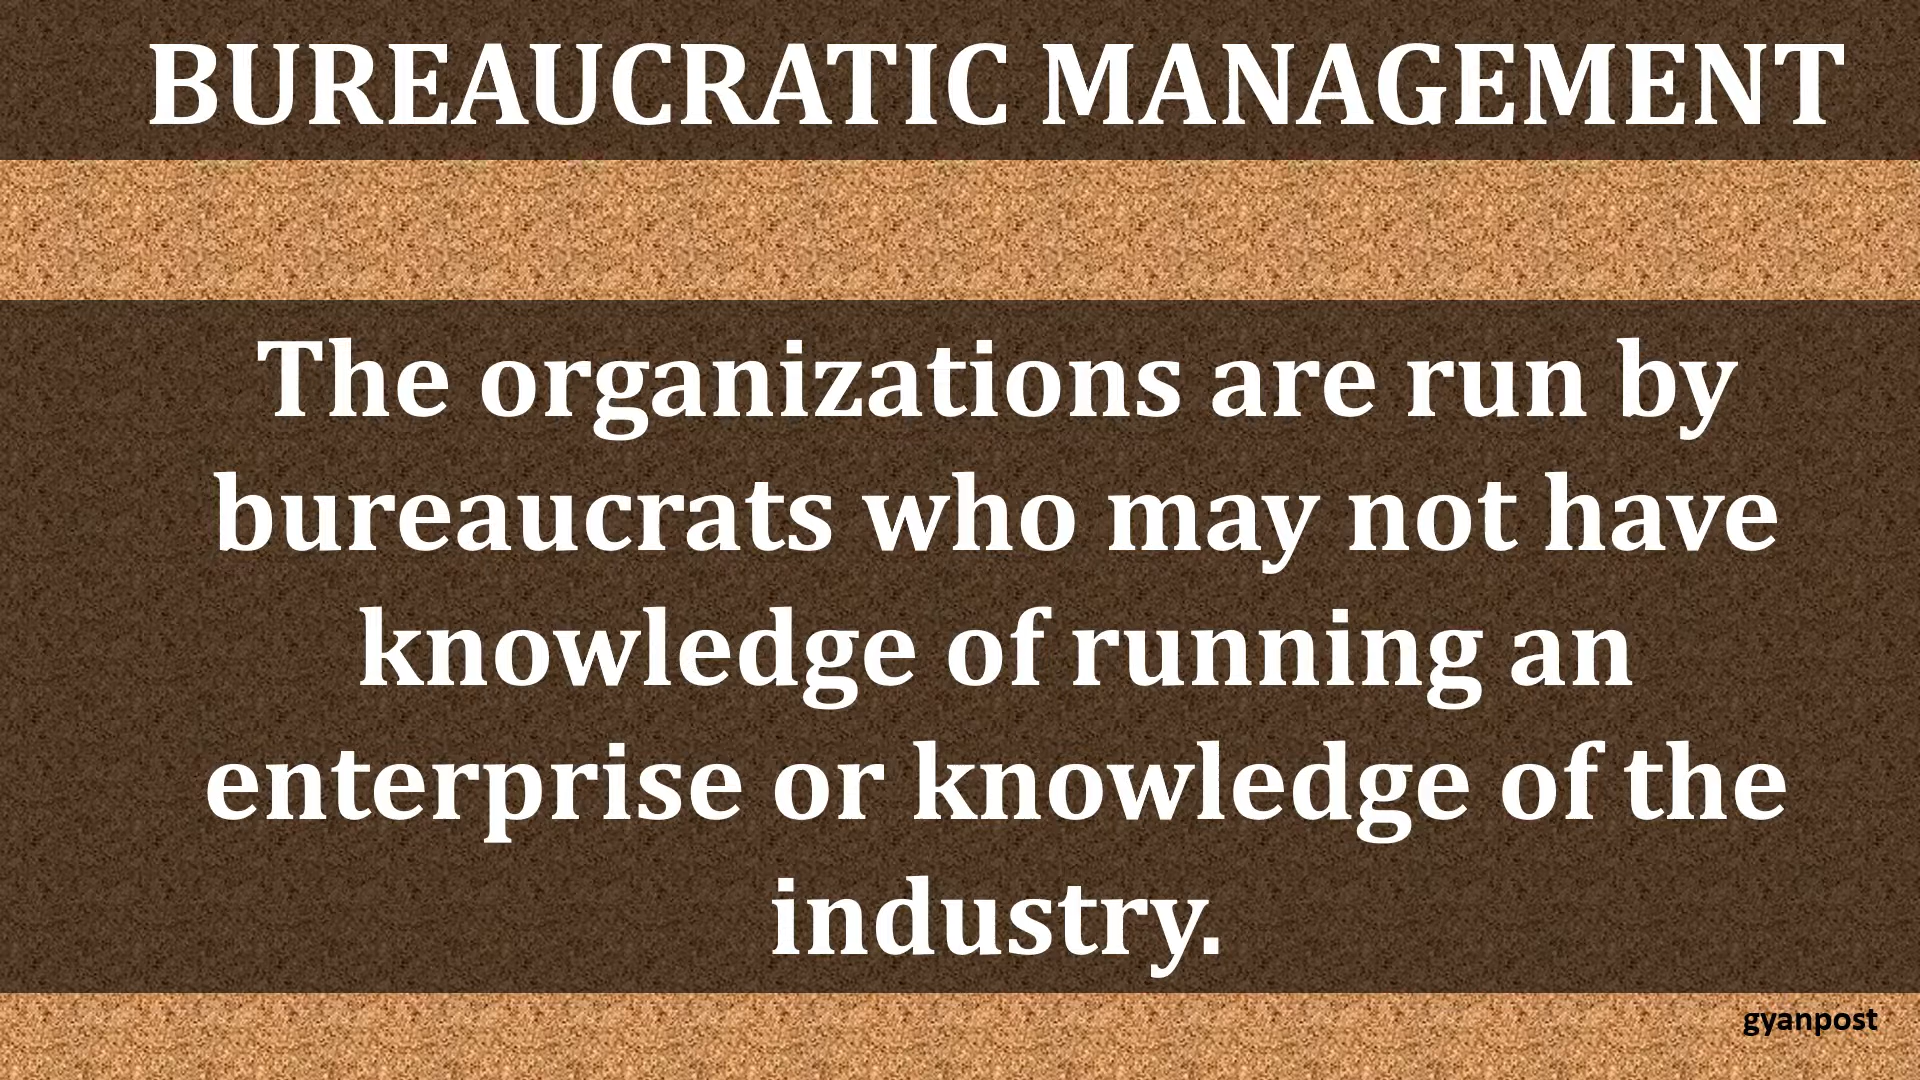 BUREAUCRATIC MANAGEMENT
The organizations are run by
bureaucrats who may not have
knowledge of running an
enterprise or knowledge of the
industry.
gyanpost